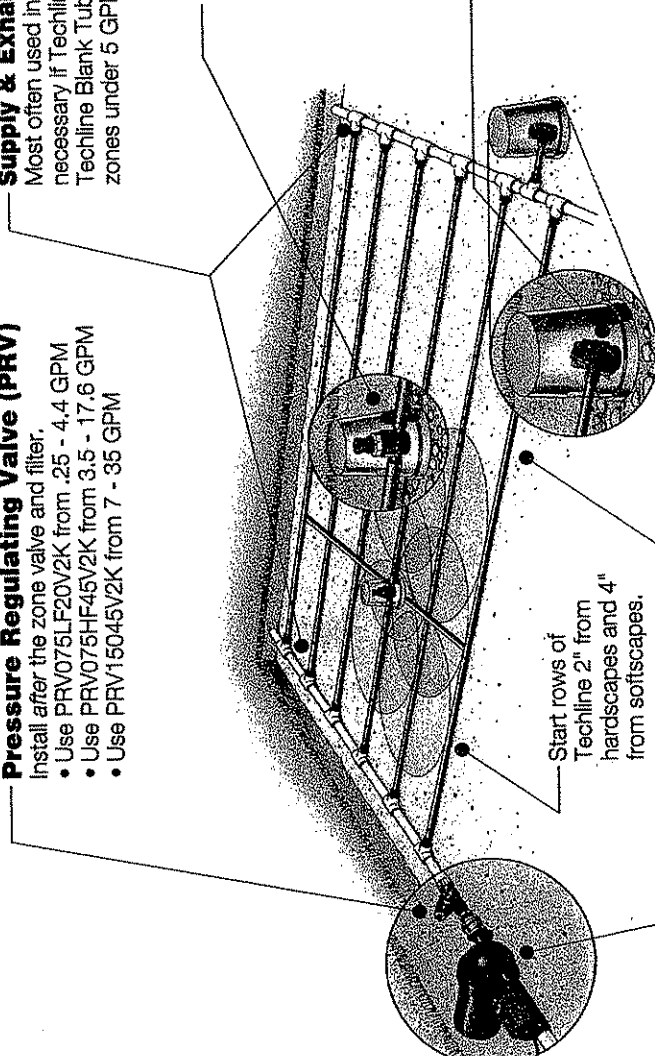 Pressure Regulating Valve (PRV)
Install after the zone valve and filter.
• Use PRV075LF20V2K from .25 - 4.4 GPM
• Use PRV075HF45V2K from 3.5 - 17.6 GPM
• Use PRV15045V2K from 7 - 35 GPM
Supply & Exha
Most often used in
necessary if Techli
Techline Blank Tub
zones under 5 GP
Start rows of
Techline 2" from
hardscapes and 4"
from softscapes.